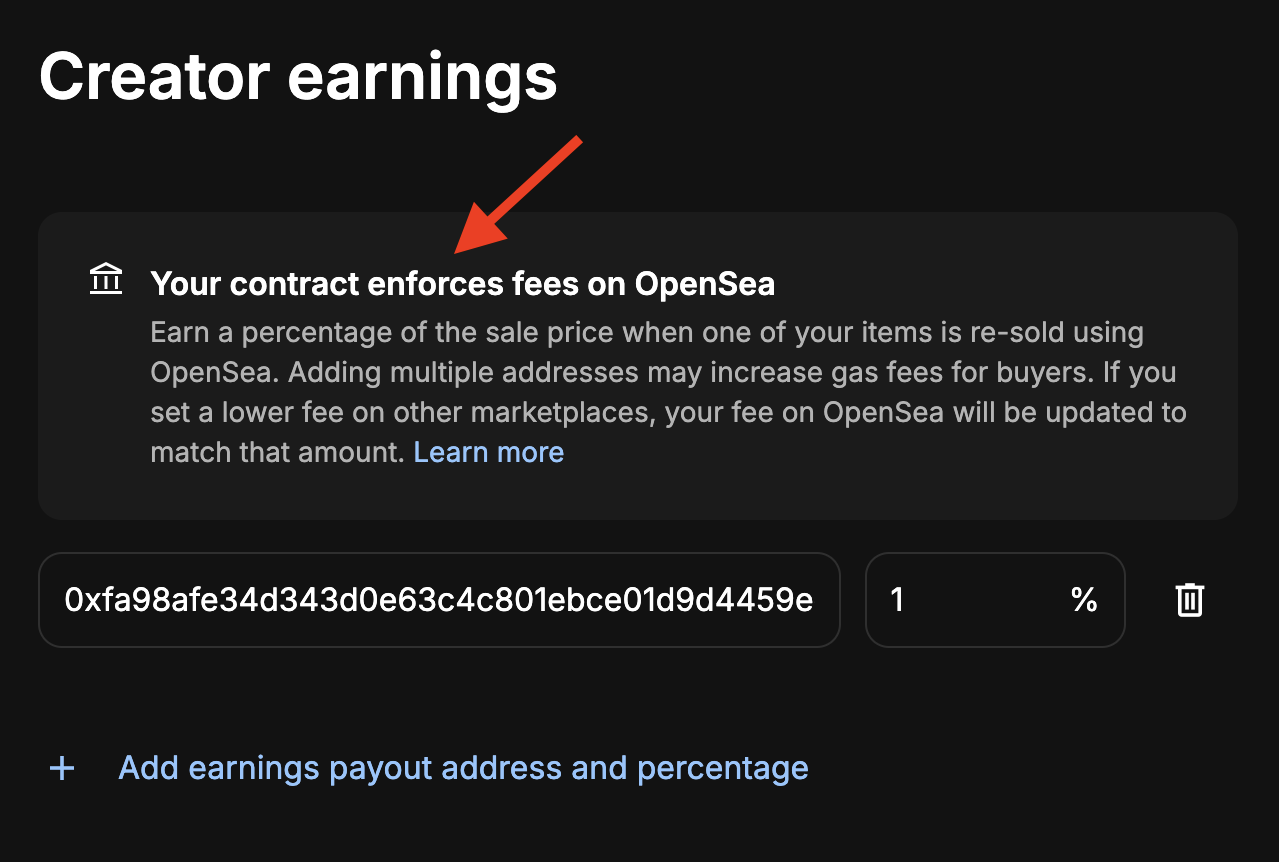 Creator earnings
Your contract enforces fees on OpenSea
Earn a percentage of the sale price when one of your items is re-sold using
OpenSea. Adding multiple addresses may increase gas fees for buyers. If you
set a lower fee on other marketplaces, your fee on OpenSea will be updated to
match that amount. Learn more
0xfa98afe34d343d0e63c4c801ebce01d9d4459e
1 %
+ Add earnings payout address and percentage